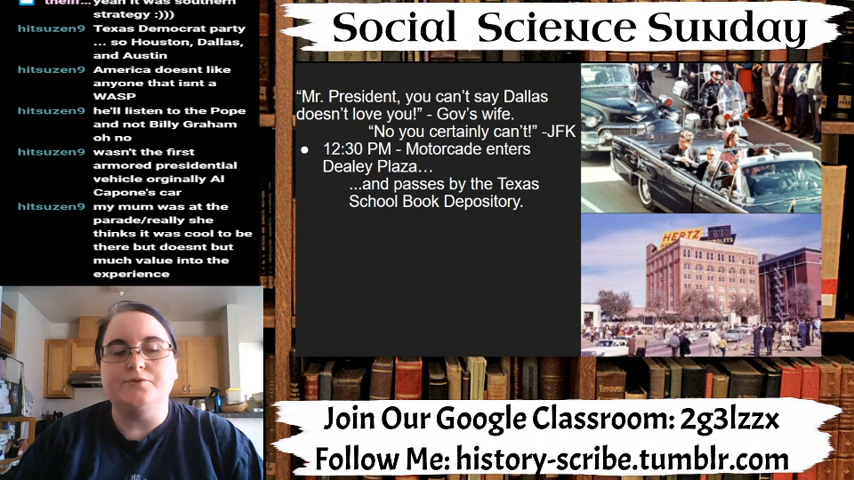 yeah it was southern
strategy :)))
hitsuzen9 Texas Democrat party
... so Houston, Dallas,
and Austin
hitsuzen9 America doesnt like
anyone that isnt a
WASP
hitsuzen9 he'll listen to the Pope
and not Billy Graham
oh no
hitsuzen9 wasn't the first
armored presidential
vehicle orginally Al
Capone's car
hitsuzen9 my mum was at the
parade/really she
thinks it was cool to be
there but doesnt but
much value into the
experience
Social Science Sunday
“Mr. President, you can’t say Dallas
doesn’t love you!” - Gov’s wife.
“No you certainly can’t!” -JFK
● 12:30 PM - Motorcade enters
Dealey Plaza…
...and passes by the Texas
School Book Depository.
HERTZ
Join Our Google Classroom: 2g3lzzx
Follow Me: history-scribe.tumblr.com